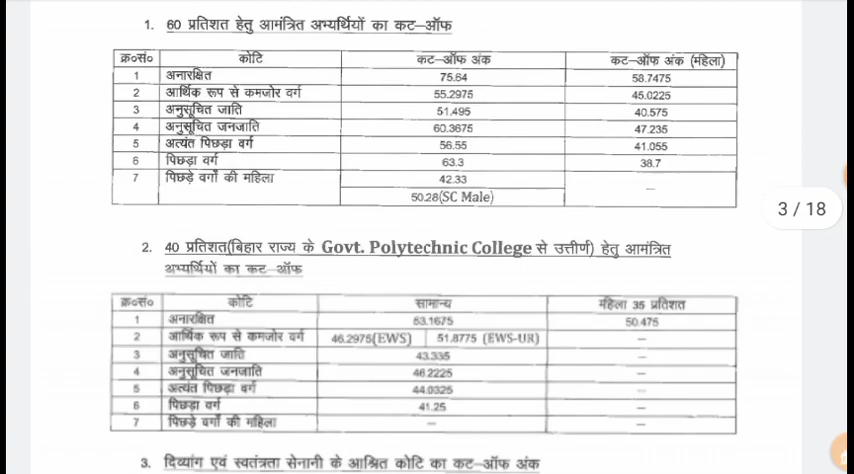 1. 60 प्रतिशत हेतु आमंत्रित अभ्यर्थियों का कट–ऑफ
क्र०सं० कोटि कट–ऑफ अंक कट–ऑफ अंक (महिला)
1 अनारक्षित 75.64 58.7475
2 आर्थिक रूप से कमजोर वर्ग 55.2975 45.0225
3 अनुसूचित जाति 51.495 40.575
4 अनुसूचित जनजाति 60.3675 47.235
5 अत्यंत पिछड़ा वर्ग 56.55 41.055
6 पिछड़ा वर्ग 63.3 38.7
7 पिछड़े वर्गों की महिला 42.33 –
50.28(SC Male)
3 / 18
2. 40 प्रतिशत(बिहार राज्य के Govt. Polytechnic College से उत्तीर्ण) हेतु आमंत्रित
अभ्यर्थियों का कट–ऑफ
क्र०सं० कोटि सामान्य महिला 35 प्रतिशत
1 अनारक्षित 63.1675 50.475
2 आर्थिक रूप से कमजोर वर्ग 46.2975(EWS) 51.8775 (EWS-UR) –
3 अनुसूचित जाति 43.335 –
4 अनुसूचित जनजाति 46.2225 –
5 अत्यंत पिछड़ा वर्ग 44.0325 –
6 पिछड़ा वर्ग 41.25 –
7 पिछड़े वर्गों की महिला – –
3. दिव्यांग एवं स्वतंत्रता सेनानी के आश्रित कोटि का कट–ऑफ अंक